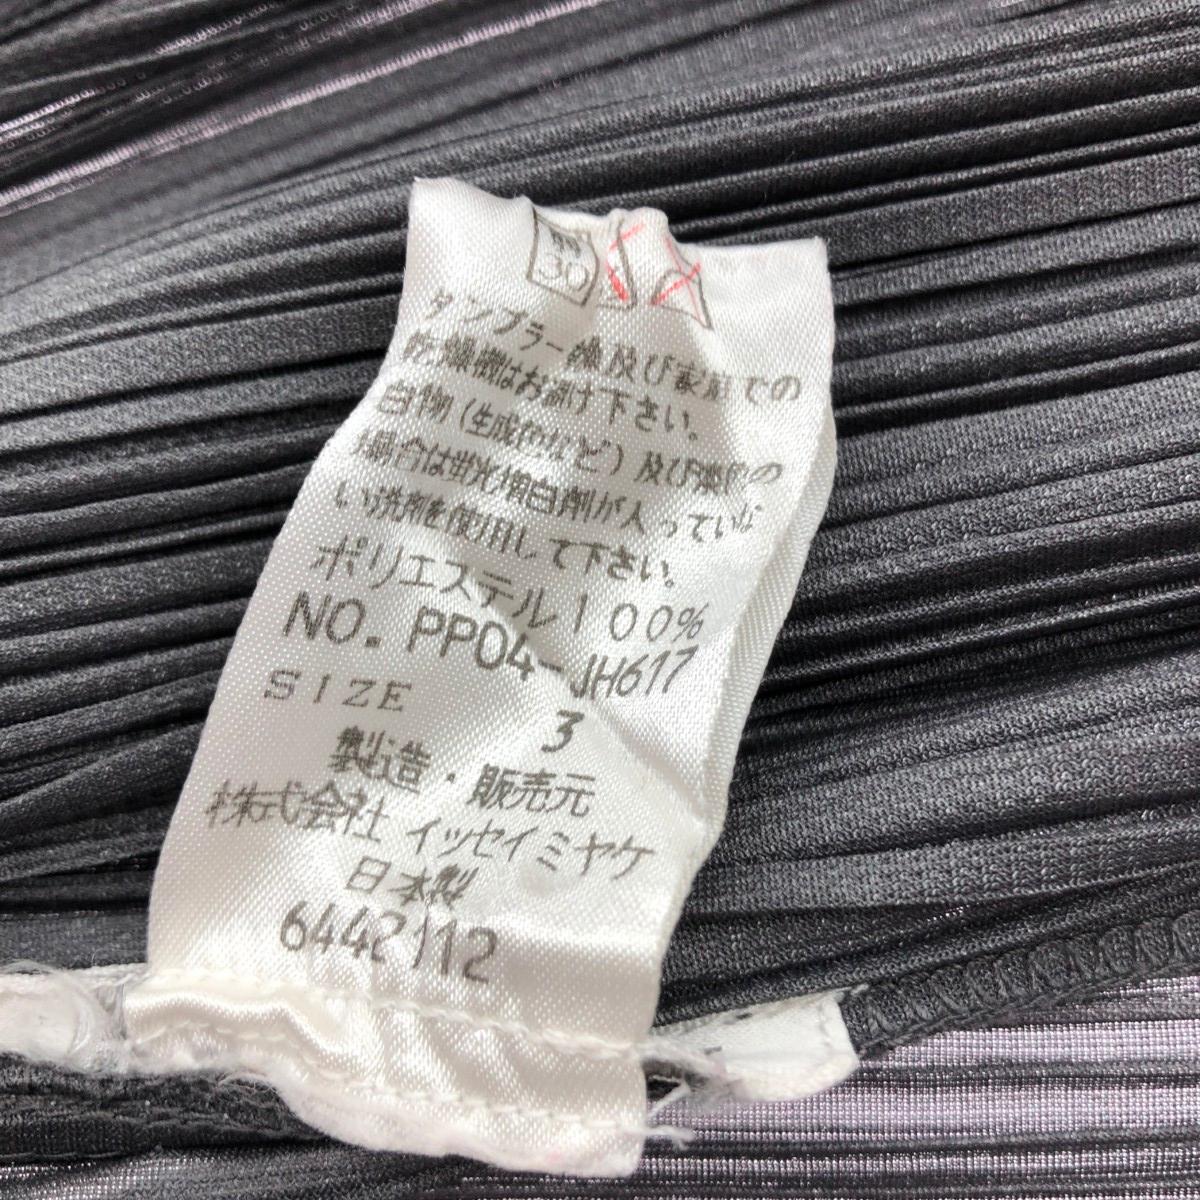 手
30
タンブラー燥及び家庭での
乾燥機はお避け下さい。
白物(生成色など)及び淡色の
場合は蛍光増白剤が入っていな
い洗剤を使用して下さい。
ポリエステル100%
NO. PP04-JH617
SIZE 3
製造・販売元
株式会社 イッセイミヤケ
日本製
6442112